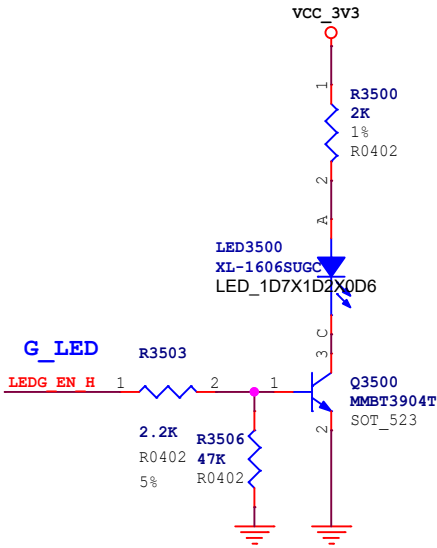 VCC_3V3
1
R3500
2K
1%
R0402
2
A
LED3500
XL-1606SUGC
LED_1D7X1D2X0D6
C
G_LED
R3503
3
LEDG_EN_H
1
2
1
Q3500
MMBT3904T
SOT_523
2.2K
R0402
5%
R3506
47K
R0402
2